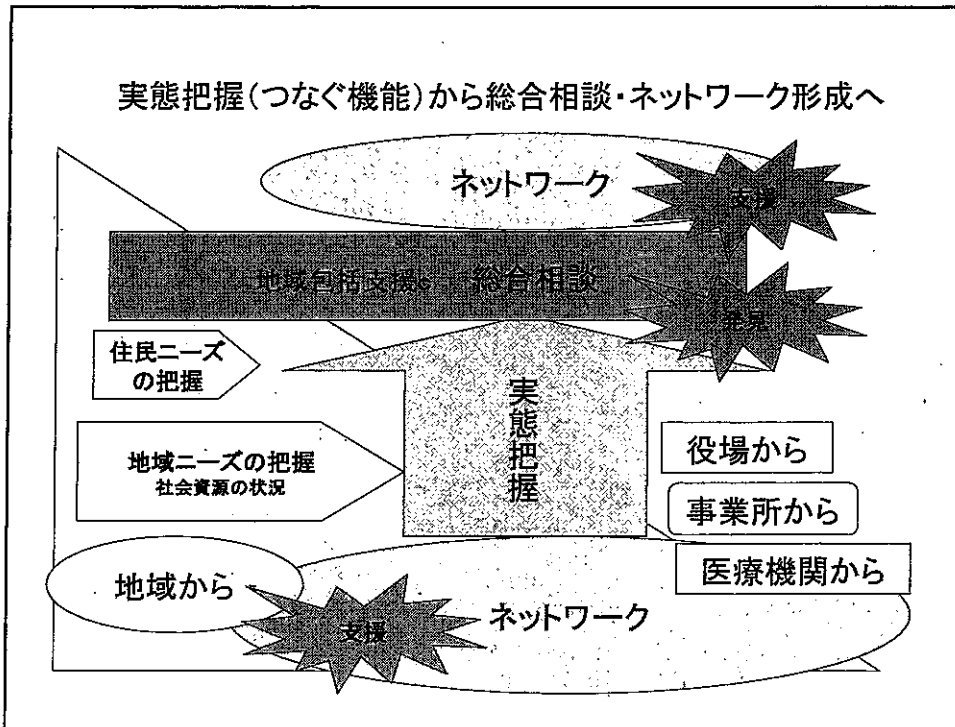 実態把握(つなぐ機能)から総合相談・ネットワーク形成へ
ネットワーク
支援
地域包括支援c 総合相談
発見
住民ニーズ
の把握
実態把握
地域ニーズの把握
社会資源の状況
役場から
事業所から
医療機関から
地域から
支援
ネットワーク